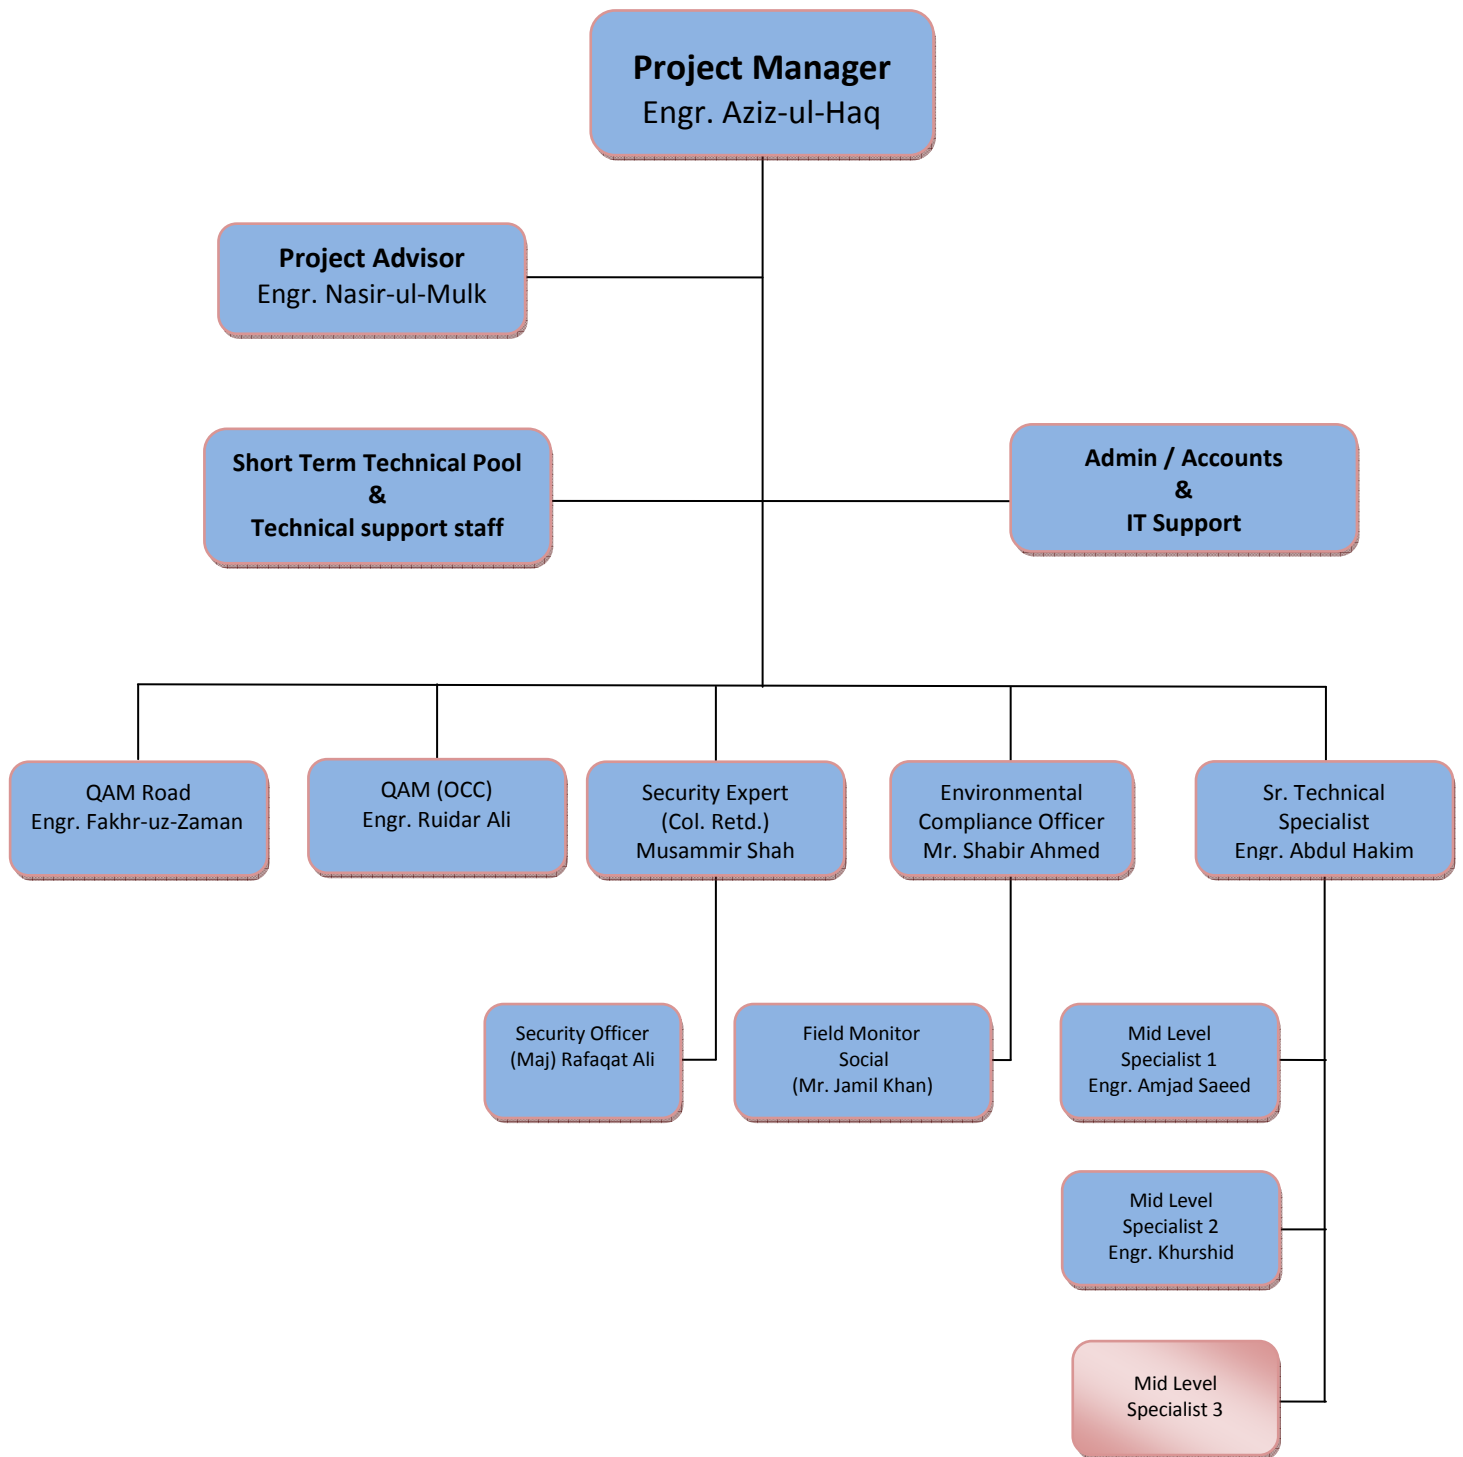 Project Manager
Engr. Aziz-ul-Haq
Project Advisor
Engr. Nasir-ul-Mulk
Short Term Technical Pool
&
Technical support staff
Admin / Accounts
&
IT Support
QAM Road
Engr. Fakhr-uz-Zaman
QAM (OCC)
Engr. Ruidar Ali
Security Expert
(Col. Retd.)
Musammir Shah
Environmental
Compliance Officer
Mr. Shabir Ahmed
Sr. Technical
Specialist
Engr. Abdul Hakim
Security Officer
(Maj) Rafaqat Ali
Field Monitor
Social
(Mr. Jamil Khan)
Mid Level
Specialist 1
Engr. Amjad Saeed
Mid Level
Specialist 2
Engr. Khurshid
Mid Level
Specialist 3